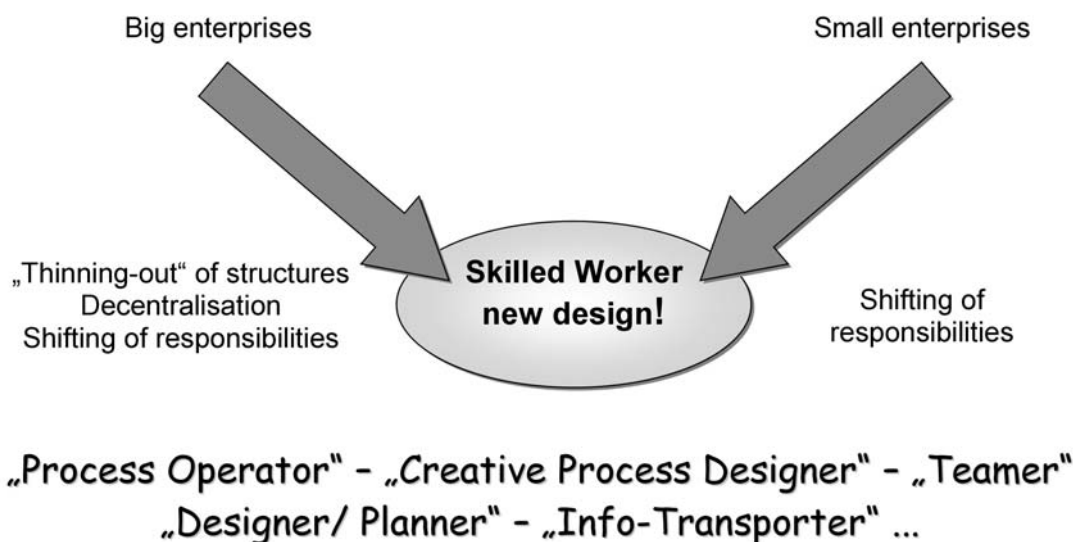 Big enterprises
Small enterprises
„Thinning-out“ of structures
Decentralisation
Shifting of responsibilities
Skilled Worker
new design!
Shifting of
responsibilities
„Process Operator“ – „Creative Process Designer“ – „Teamer“
„Designer/ Planner“ – „Info-Transporter“ ...